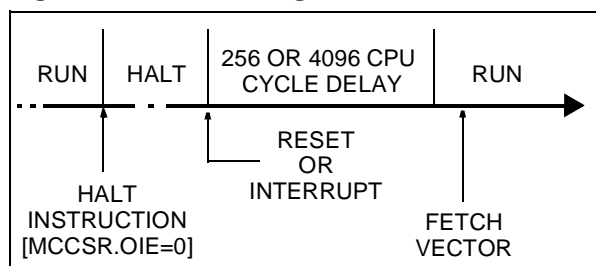 RUN
HALT
256 OR 4096 CPU
CYCLE DELAY
RUN
RESET
OR
INTERRUPT
HALT
INSTRUCTION
[MCCSR.OIE=0]
FETCH
VECTOR